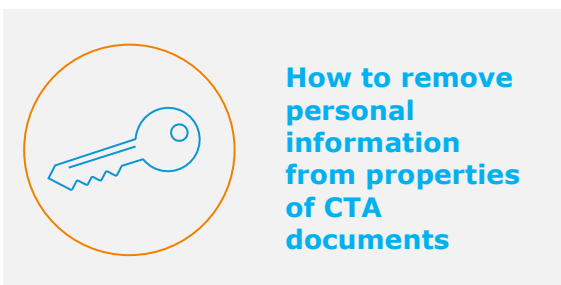 How to remove
personal
information
from properties
of CTA
documents